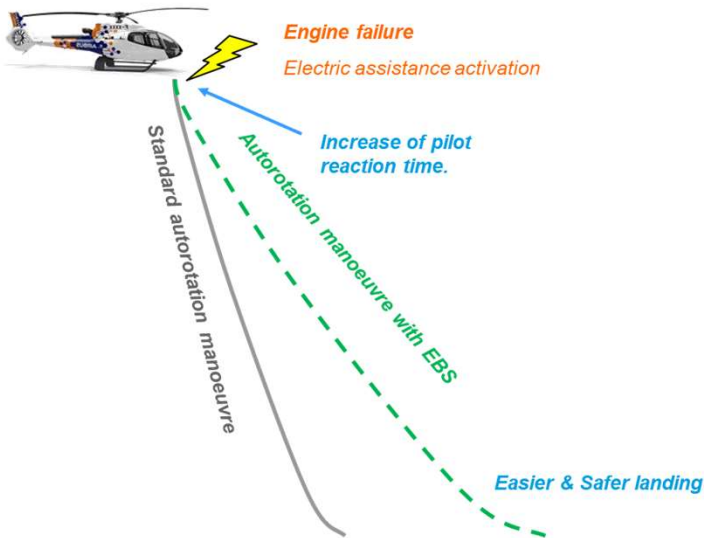 Engine failure
Electric assistance activation
Increase of pilot
reaction time.
Standard autorotation manoeuvre
Autorotation manoeuvre with EBS
Easier & Safer landing